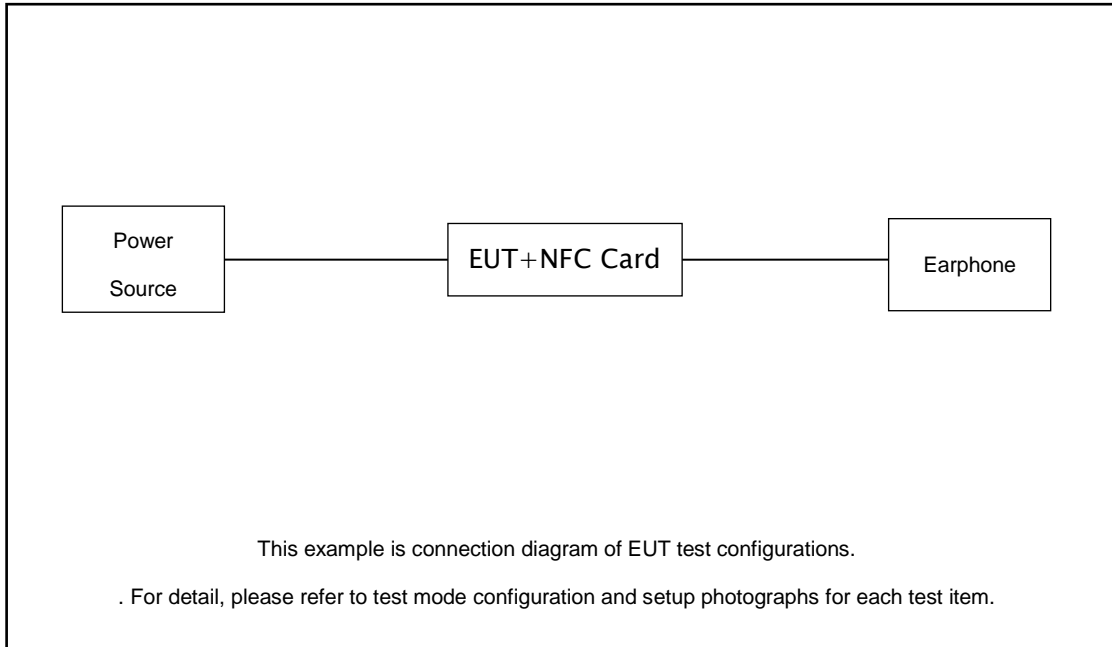 Power
Source
EUT+NFC Card
Earphone
This example is connection diagram of EUT test configurations.
. For detail, please refer to test mode configuration and setup photographs for each test item.